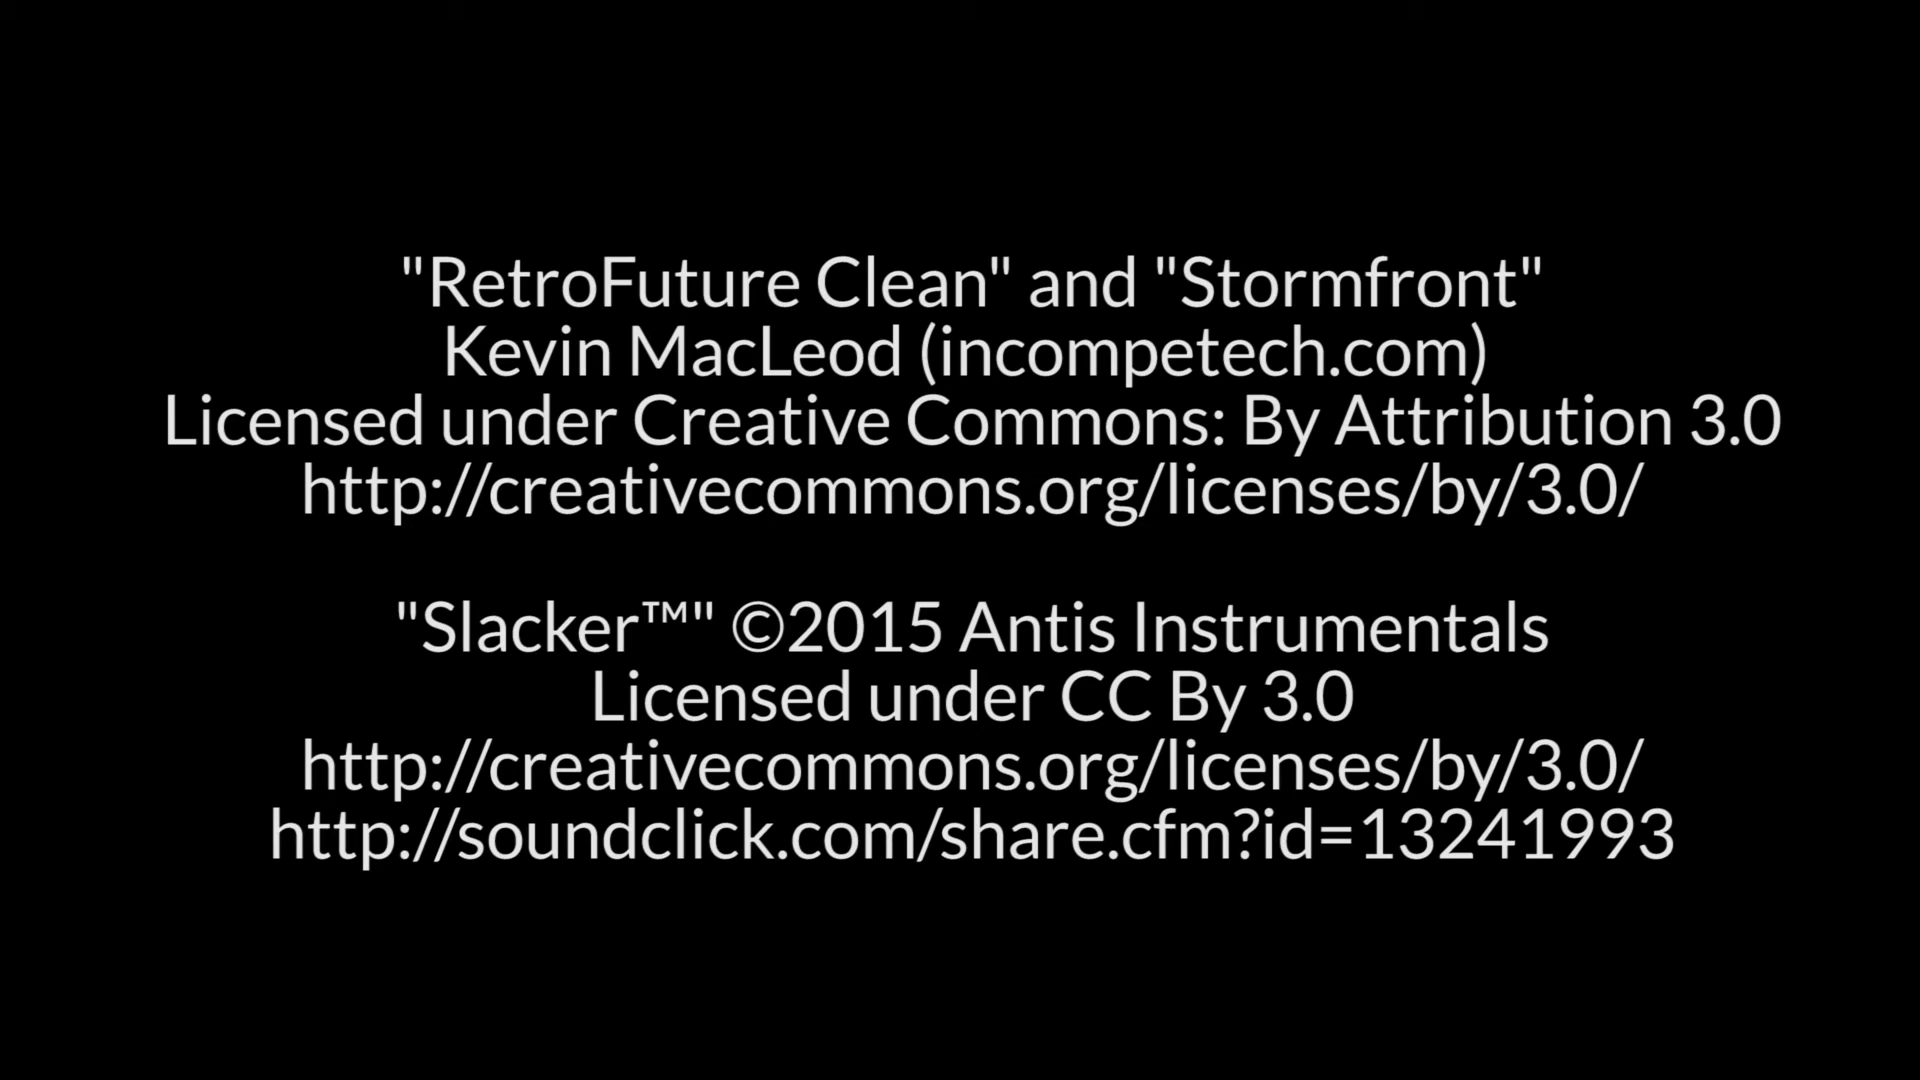 "RetroFuture Clean" and "Stormfront"
Kevin MacLeod (incompetech.com)
Licensed under Creative Commons: By Attribution 3.0
http://creativecommons.org/licenses/by/3.0/
"Slacker™" ©2015 Antis Instrumentals
Licensed under CC By 3.0
http://creativecommons.org/licenses/by/3.0/
http://soundclick.com/share.cfm?id=13241993